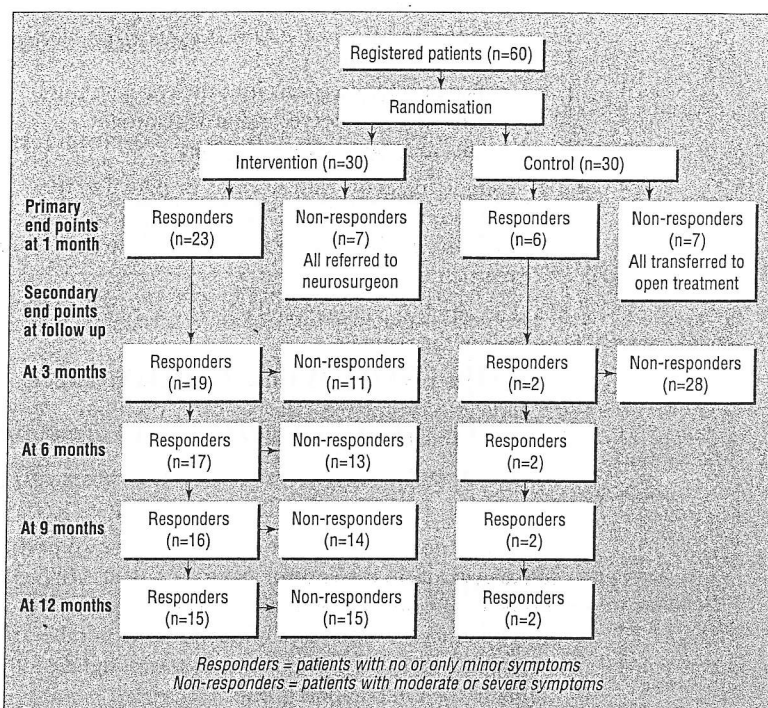 Registered patients (n=60)
Randomisation
Intervention (n=30)
Control (n=30)
Primary
end points
at 1 month
Responders
(n=23)
Non-responders
(n=7)
All referred to
neurosurgeon
Responders
(n=6)
Non-responders
(n=7)
All transferred to
open treatment
Secondary
end points
at follow up
At 3 months
Responders
(n=19)
Non-responders
(n=11)
Responders
(n=2)
Non-responders
(n=28)
At 6 months
Responders
(n=17)
Non-responders
(n=13)
Responders
(n=2)
At 9 months
Responders
(n=16)
Non-responders
(n=14)
Responders
(n=2)
At 12 months
Responders
(n=15)
Non-responders
(n=15)
Responders
(n=2)
Responders = patients with no or only minor symptoms
Non-responders = patients with moderate or severe symptoms